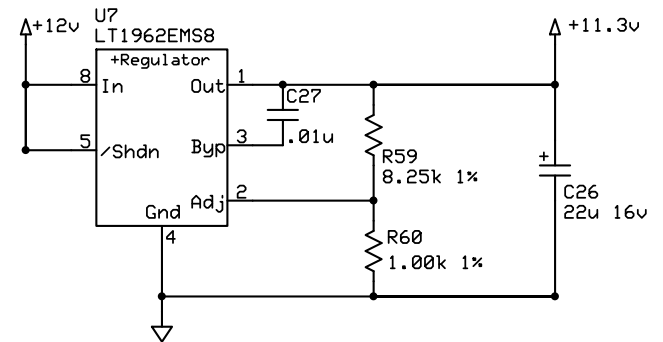 +12v
U7
LT1962EMS8
+Regulator
+11.3v
8
In
Out
1
C27
.01u
5
/Shdn
Byp
3
R59
8.25k 1%
Adj
2
Gnd
4
R60
1.00k 1%
+
C26
22u 16v